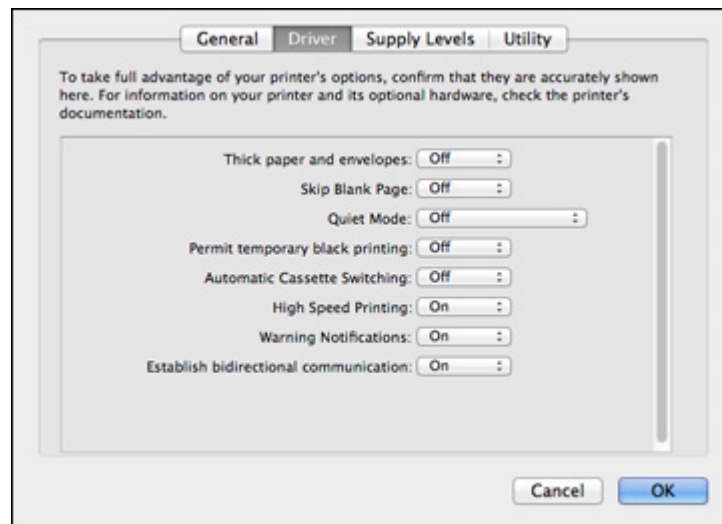 General Driver Supply Levels Utility
To take full advantage of your printer's options, confirm that they are accurately shown
here. For information on your printer and its optional hardware, check the printer's
documentation.
Thick paper and envelopes: Off
Skip Blank Page: Off
Quiet Mode: Off
Permit temporary black printing: Off
Automatic Cassette Switching: Off
High Speed Printing: On
Warning Notifications: On
Establish bidirectional communication: On
Cancel OK